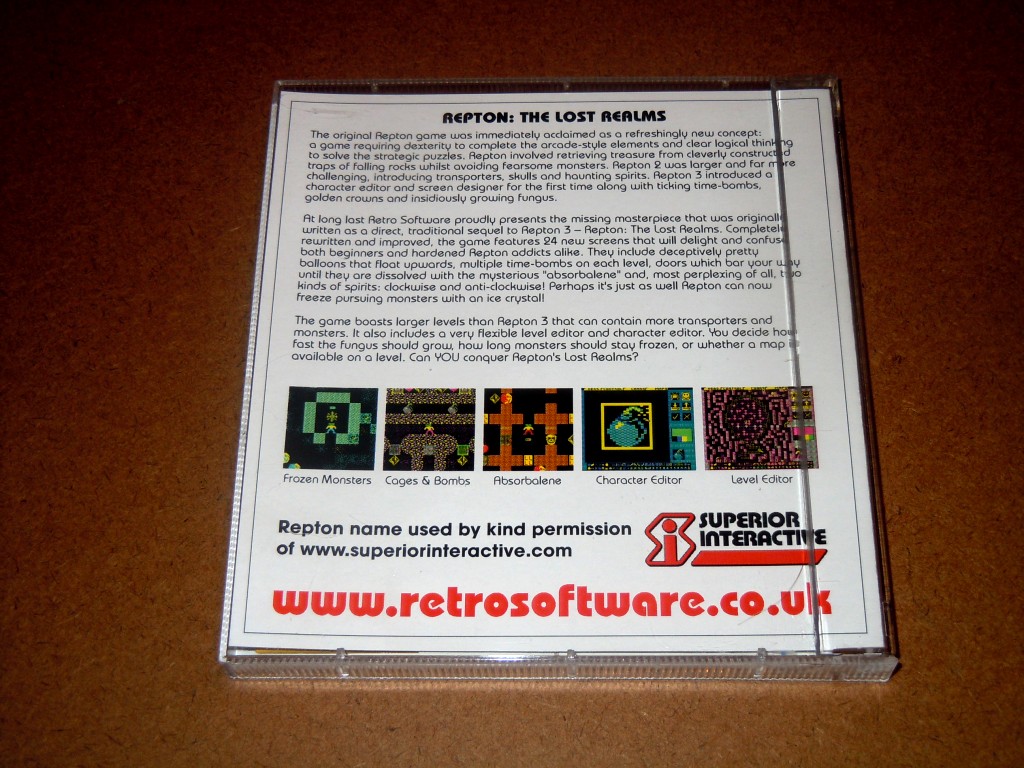 REPTON: THE LOST REALMS
The original Repton game was immediately acclaimed as a refreshingly new concept:
a game requiring dexterity to complete the arcade-style elements and clear logical thinking
to solve the strategic puzzles. Repton involved retrieving treasure from cleverly constructed
traps of falling rocks whilst avoiding fearsome monsters. Repton 2 was larger and far more
challenging, introducing transporters, skulls and haunting spirits. Repton 3 introduced a
character editor and screen designer for the first time along with ticking time-bombs,
golden crowns and insidiously growing fungus.
At long last Retro Software proudly presents the missing masterpiece that was originally
written as a direct, traditional sequel to Repton 3 – Repton: The Lost Realms. Completely
rewritten and improved, the game features 24 new screens that will delight and confuse
both beginners and hardened Repton addicts alike. They include deceptively pretty
balloons that float upwards, multiple time-bombs on each level, doors which bar your way
until they are dissolved with the mysterious "absorbalene" and, most perplexing of all, two
kinds of spirits: clockwise and anti-clockwise! Perhaps it's just as well Repton can now
freeze pursuing monsters with an ice crystal!
The game boasts larger levels than Repton 3 that can contain more transporters and
monsters. It also includes a very flexible level editor and character editor. You decide how
fast the fungus should grow, how long monsters should stay frozen, or whether a map is
available on a level. Can YOU conquer Repton's Lost Realms?
Frozen Monsters Cages & Bombs Absorbalene Character Editor Level Editor
Repton name used by kind permission
of www.superiorinteractive.com
SUPERIOR
INTERACTIVE
www.retrosoftware.co.uk